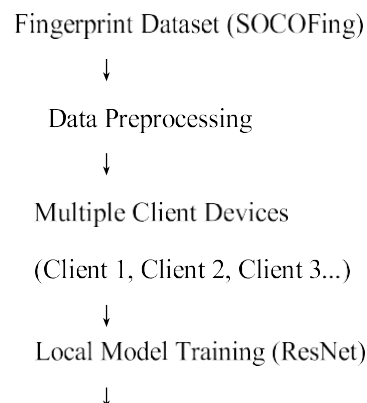 Fingerprint Dataset (SOCOFing)
↓
Data Preprocessing
↓
Multiple Client Devices
(Client 1, Client 2, Client 3...)
↓
Local Model Training (ResNet)
↓